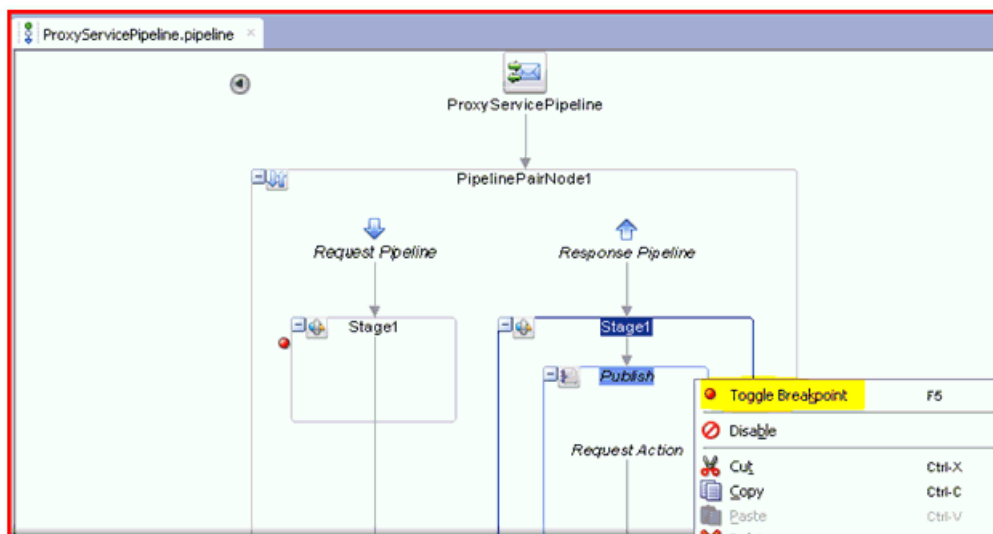 ProxyServicePipeline.pipeline
ProxyServicePipeline
PipelinePairNode1
Request Pipeline
Response Pipeline
Stage1
Stage1
Publish
Toggle Breakpoint F5
Disable
Request Action
Cut Ctrl-X
Copy Ctrl-C
Paste Ctrl-V